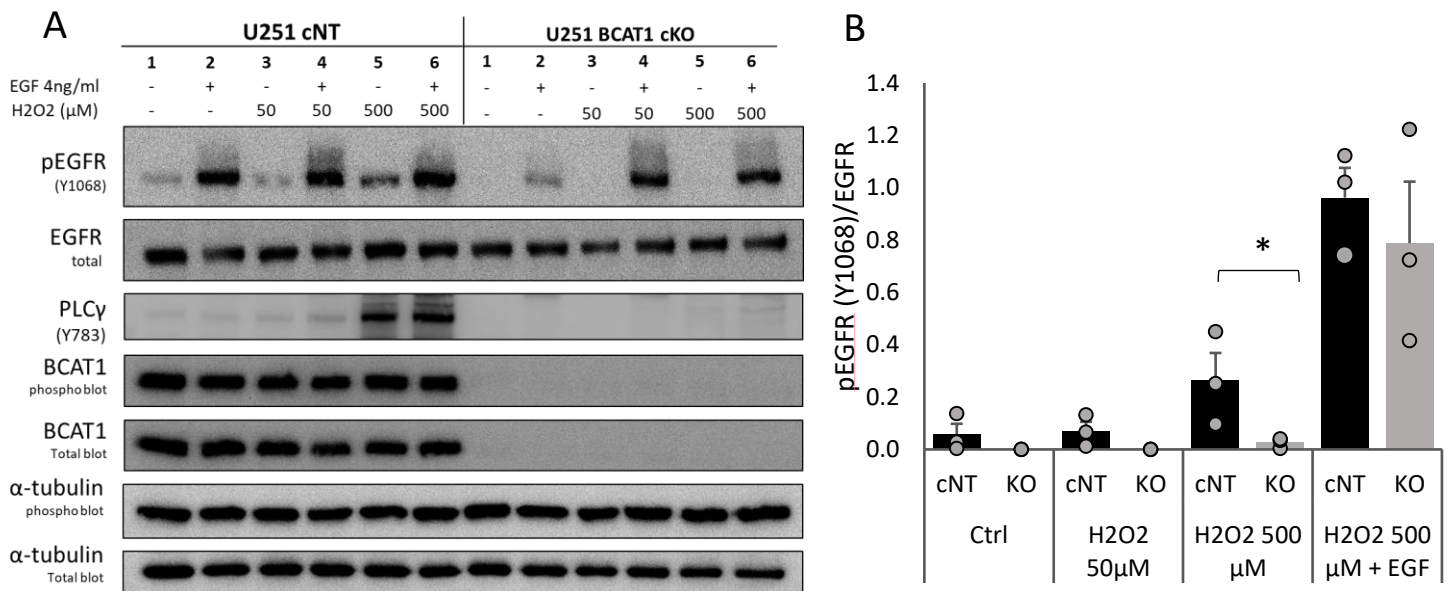 A
U251 cNT
U251 BCAT1 cKO
1 2 3 4 5 6 1 2 3 4 5 6
EGF 4ng/ml - + - + - + - + - + - +
H2O2 (µM) - - 50 50 500 500 - - 50 50 500 500
pEGFR
(Y1068)
EGFR
total
PLCγ
(Y783)
BCAT1
phospho blot
BCAT1
Total blot
α-tubulin
phospho blot
α-tubulin
Total blot
B
pEGFR (Y1068)/EGFR
1.4
1.2
1.0
0.8
0.6
0.4
0.2
0.0
*
cNT KO cNT KO cNT KO cNT KO
Ctrl
H2O2
50µM
H2O2 500
µM
H2O2 500
µM + EGF